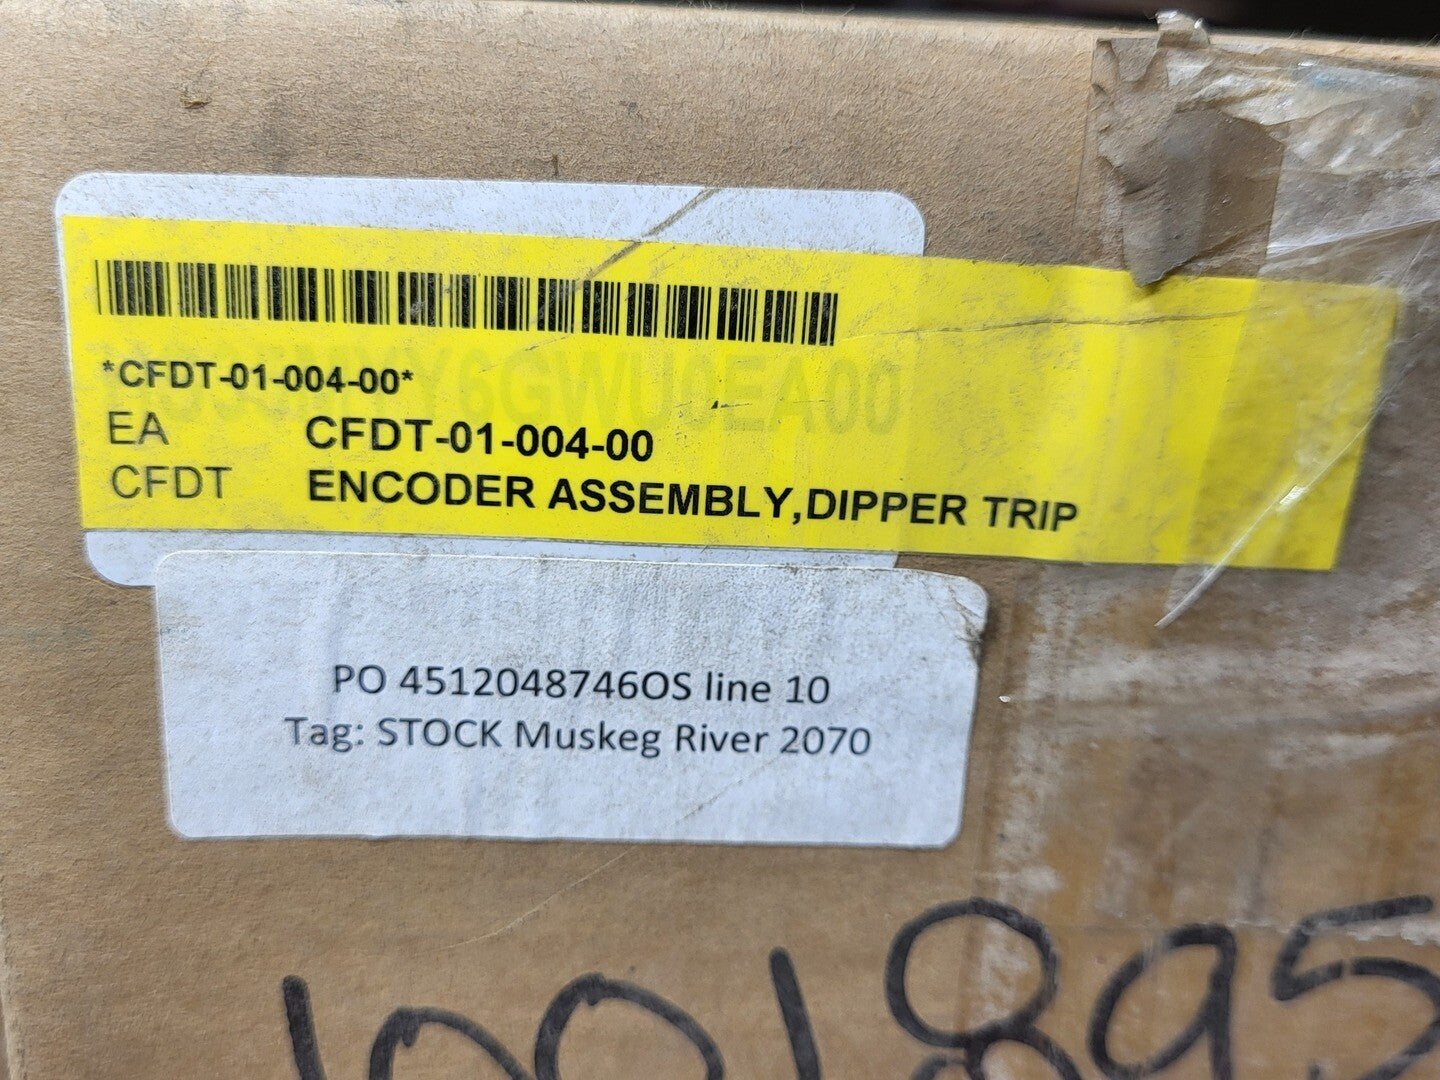 *CFDT-01-004-00*
EA CFDT-01-004-00
CFDT ENCODER ASSEMBLY,DIPPER TRIP
PO 4512048746OS line 10
Tag: STOCK Muskeg River 2070